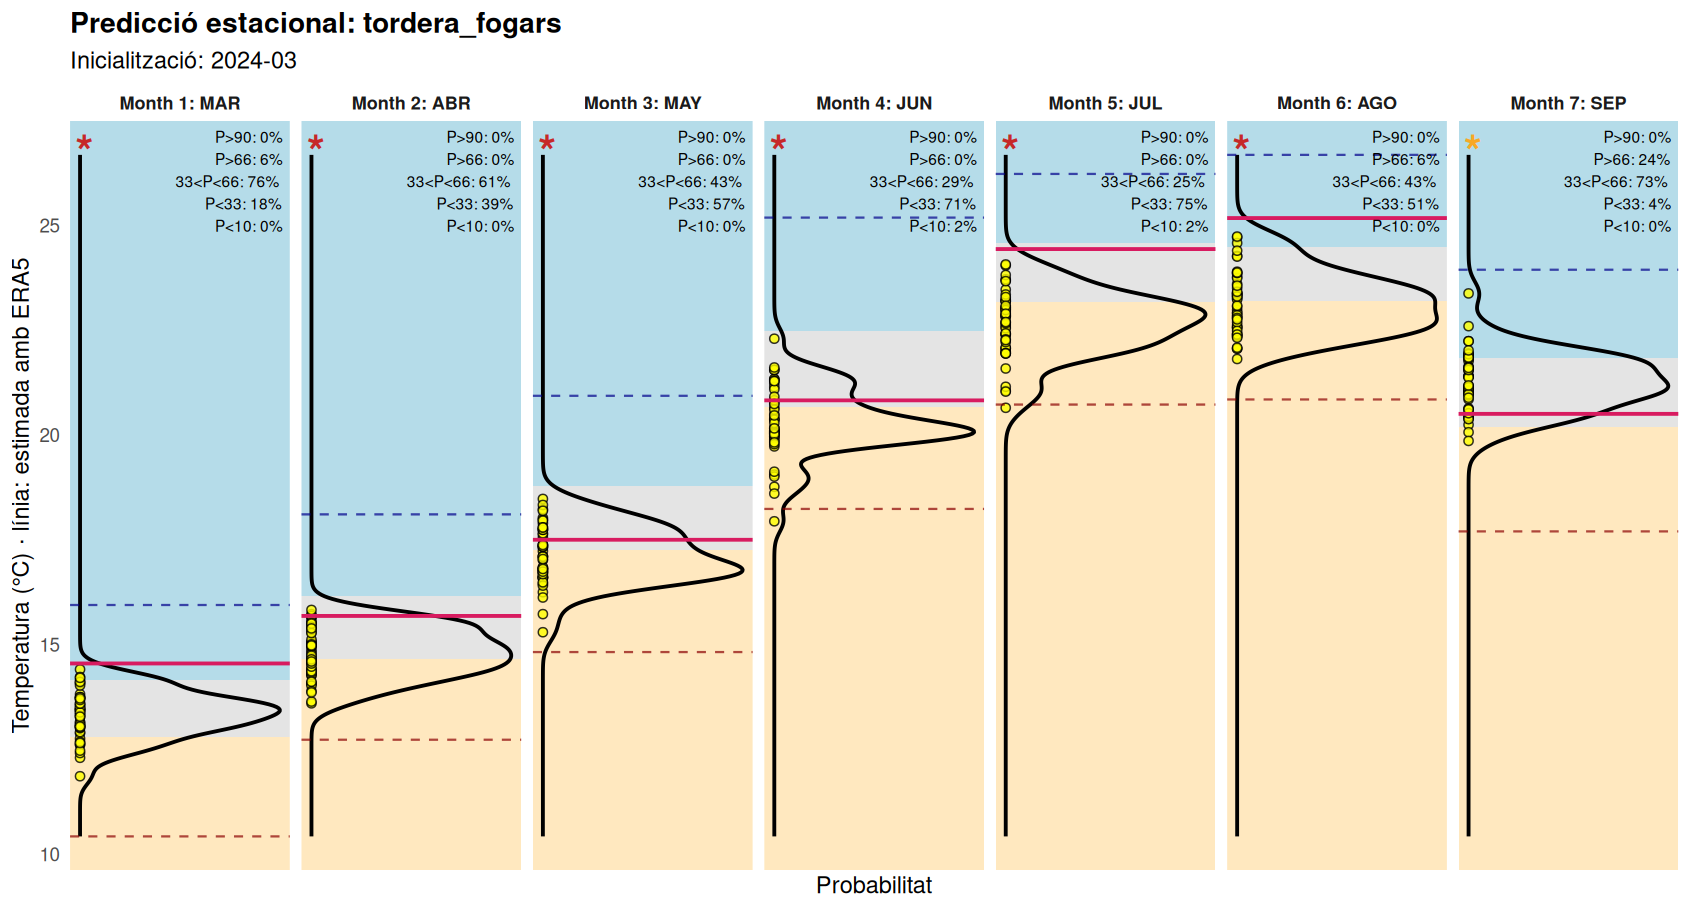 Predicció estacional: tordera_fogars
Inicialització: 2024-03
Month 1: MAR
Month 2: ABR
Month 3: MAY
Month 4: JUN
Month 5: JUL
Month 6: AGO
Month 7: SEP
*
P>90: 0%
P>66: 6%
33<P<66: 76%
P<33: 18%
P<10: 0%
*
P>90: 0%
P>66: 0%
33<P<66: 61%
P<33: 39%
P<10: 0%
*
P>90: 0%
P>66: 0%
33<P<66: 43%
P<33: 57%
P<10: 0%
*
P>90: 0%
P>66: 0%
33<P<66: 29%
P<33: 71%
P<10: 2%
*
P>90: 0%
P>66: 0%
33<P<66: 25%
P<33: 75%
P<10: 2%
*
P>90: 0%
P>66: 6%
33<P<66: 43%
P<33: 51%
P<10: 0%
*
P>90: 0%
P>66: 24%
33<P<66: 73%
P<33: 4%
P<10: 0%
25
20
15
10
Temperatura (°C) · línia: estimada amb ERA5
Probabilitat